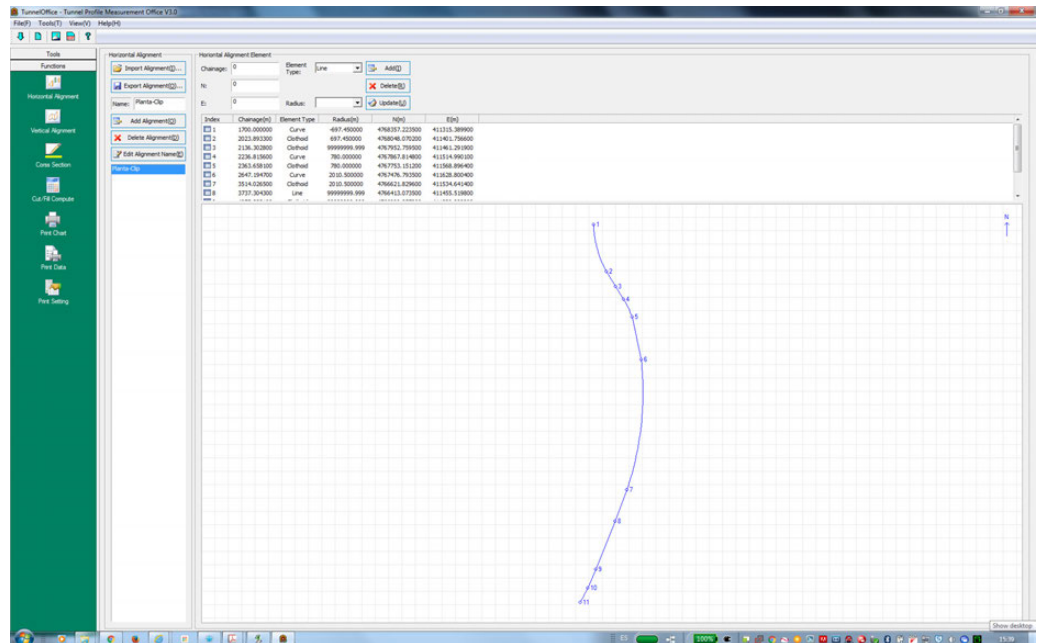 TunnelOffice - Tunnel Profile Measurement Office V3.0
File(F) Tools(T) View(V) Help(H)
Tools
Functions
Horizontal Alignment
Vertical Alignment
Cross Section
Cut/Fill Compute
Print Chart
Print Data
Print Setting
Horizontal Alignment
Import Alignment(I)...
Export Alignment(O)...
Name: Planta-Clip
Add Alignment(Q)
Delete Alignment(D)
Edit Alignment Name(E)
Planta-Clip
Horiontal Alignment Element
Chainage: 0 Element Type: Line Add(J)
N: 0 Delete(R)
E: 0 Radius: Update(U)
Index Chainage(m) Element Type Radius(m) N(m) E(m)
1 1700.000000 Curve -697.450000 4768357.223500 411315.389900
2 2023.893300 Clothoid 697.450000 4768048.070200 411401.756600
3 2136.302800 Clothoid 99999999.999 4767952.759500 411461.291900
4 2236.815600 Curve 780.000000 4767867.814800 411514.990100
5 2363.658100 Clothoid 780.000000 4767753.151200 411568.896400
6 2647.194700 Curve 2010.500000 4767476.793500 411628.800400
7 3514.026500 Clothoid 2010.500000 4766621.829600 411534.641400
8 3737.304300 Line 99999999.999 4766413.073500 411455.519800
N
1
2
3
4
5
6
7
8
9
10
11
Show desktop
ES 100% 15:39